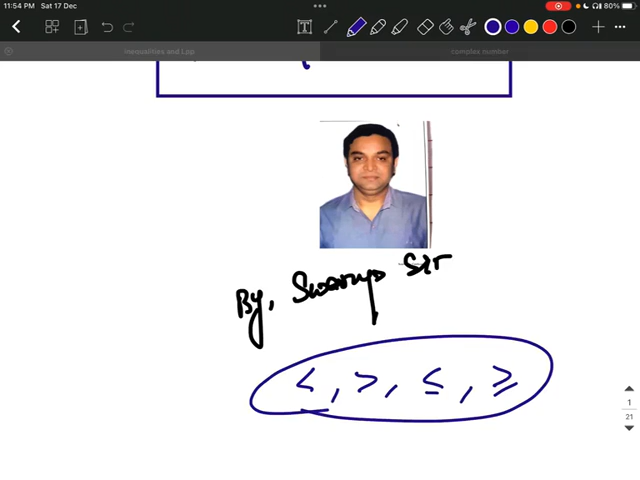 11:54 PM Sat 17 Dec
80%
Inequalities and Lpp
complex number
By, Swarup Sir
<, >, ≤, ≥
1
21